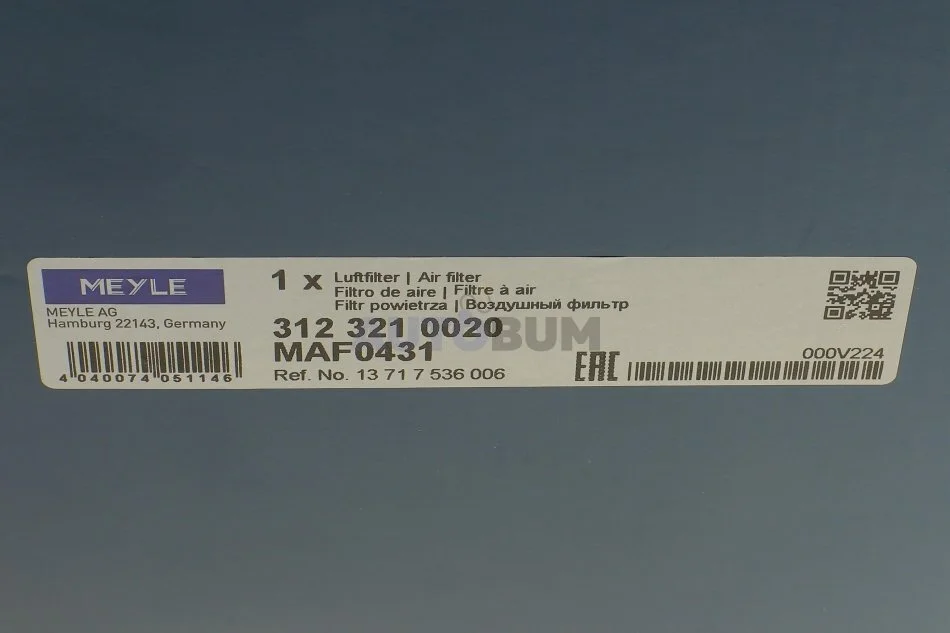 MEYLE
MEYLE AG
Hamburg 22143, Germany
4 040074 051146
1 x Luftfilter | Air filter
Filtro de aire | Filtre à air
Filtr powietrza | Воздушный фильтр
312 321 0020
MAF0431
Ref. No. 13 71 7 536 006
AUTOBUM
EAC
000V224